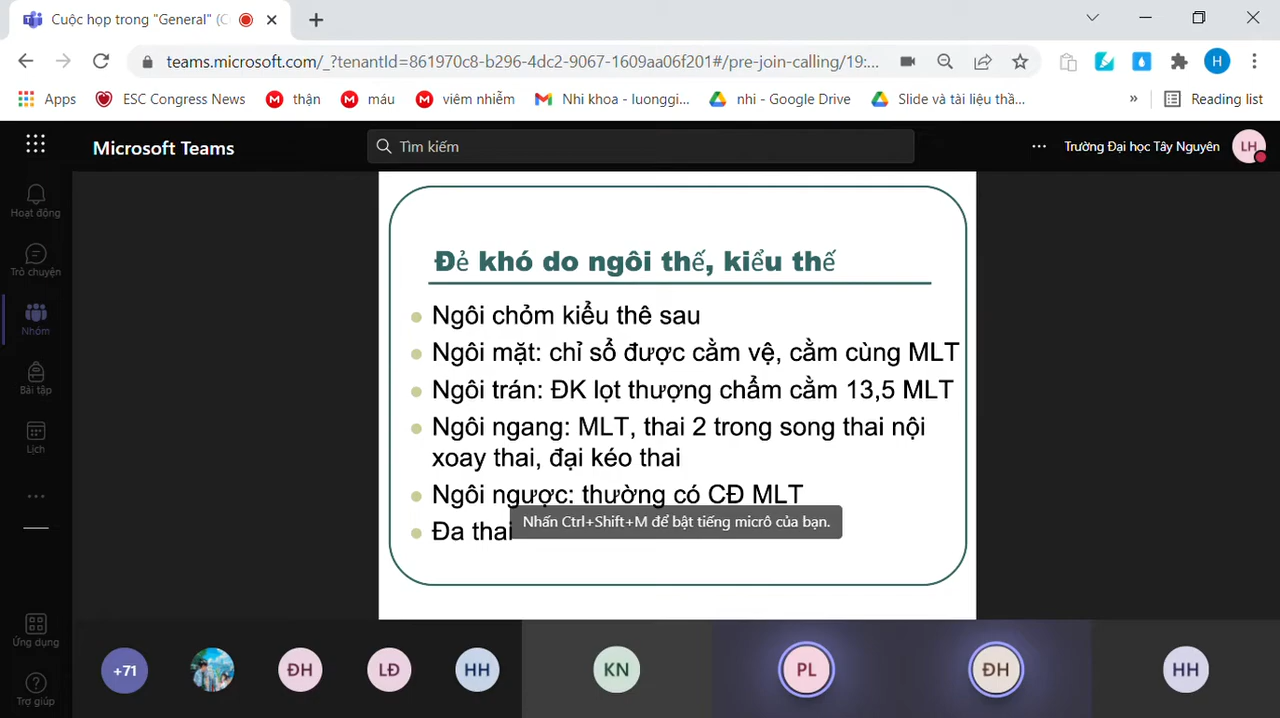 Cuộc họp trong "General" (C
teams.microsoft.com/_?tenantId=861970c8-b296-4dc2-9067-1609aa06f201#/pre-join-calling/19:...
H
Apps
ESC Congress News
thận
máu
viêm nhiễm
Nhi khoa - luonggi...
nhi - Google Drive
Slide và tài liệu thầ...
»
Reading list
Microsoft Teams
Tìm kiếm
Trường Đại học Tây Nguyên
LH
Hoạt động
Trò chuyện
Nhóm
Bài tập
Lịch
Ứng dụng
Trợ giúp
Đẻ khó do ngôi thế, kiểu thế
Ngôi chỏm kiểu thê sau
Ngôi mặt: chỉ sổ được cằm vệ, cằm cùng MLT
Ngôi trán: ĐK lọt thượng chẩm cằm 13,5 MLT
Ngôi ngang: MLT, thai 2 trong song thai nội
xoay thai, đại kéo thai
Ngôi ngược: thường có CĐ MLT
Đa thai
Nhấn Ctrl+Shift+M để bật tiếng micrô của bạn.
+71
ĐH
LĐ
HH
KN
PL
ĐH
HH